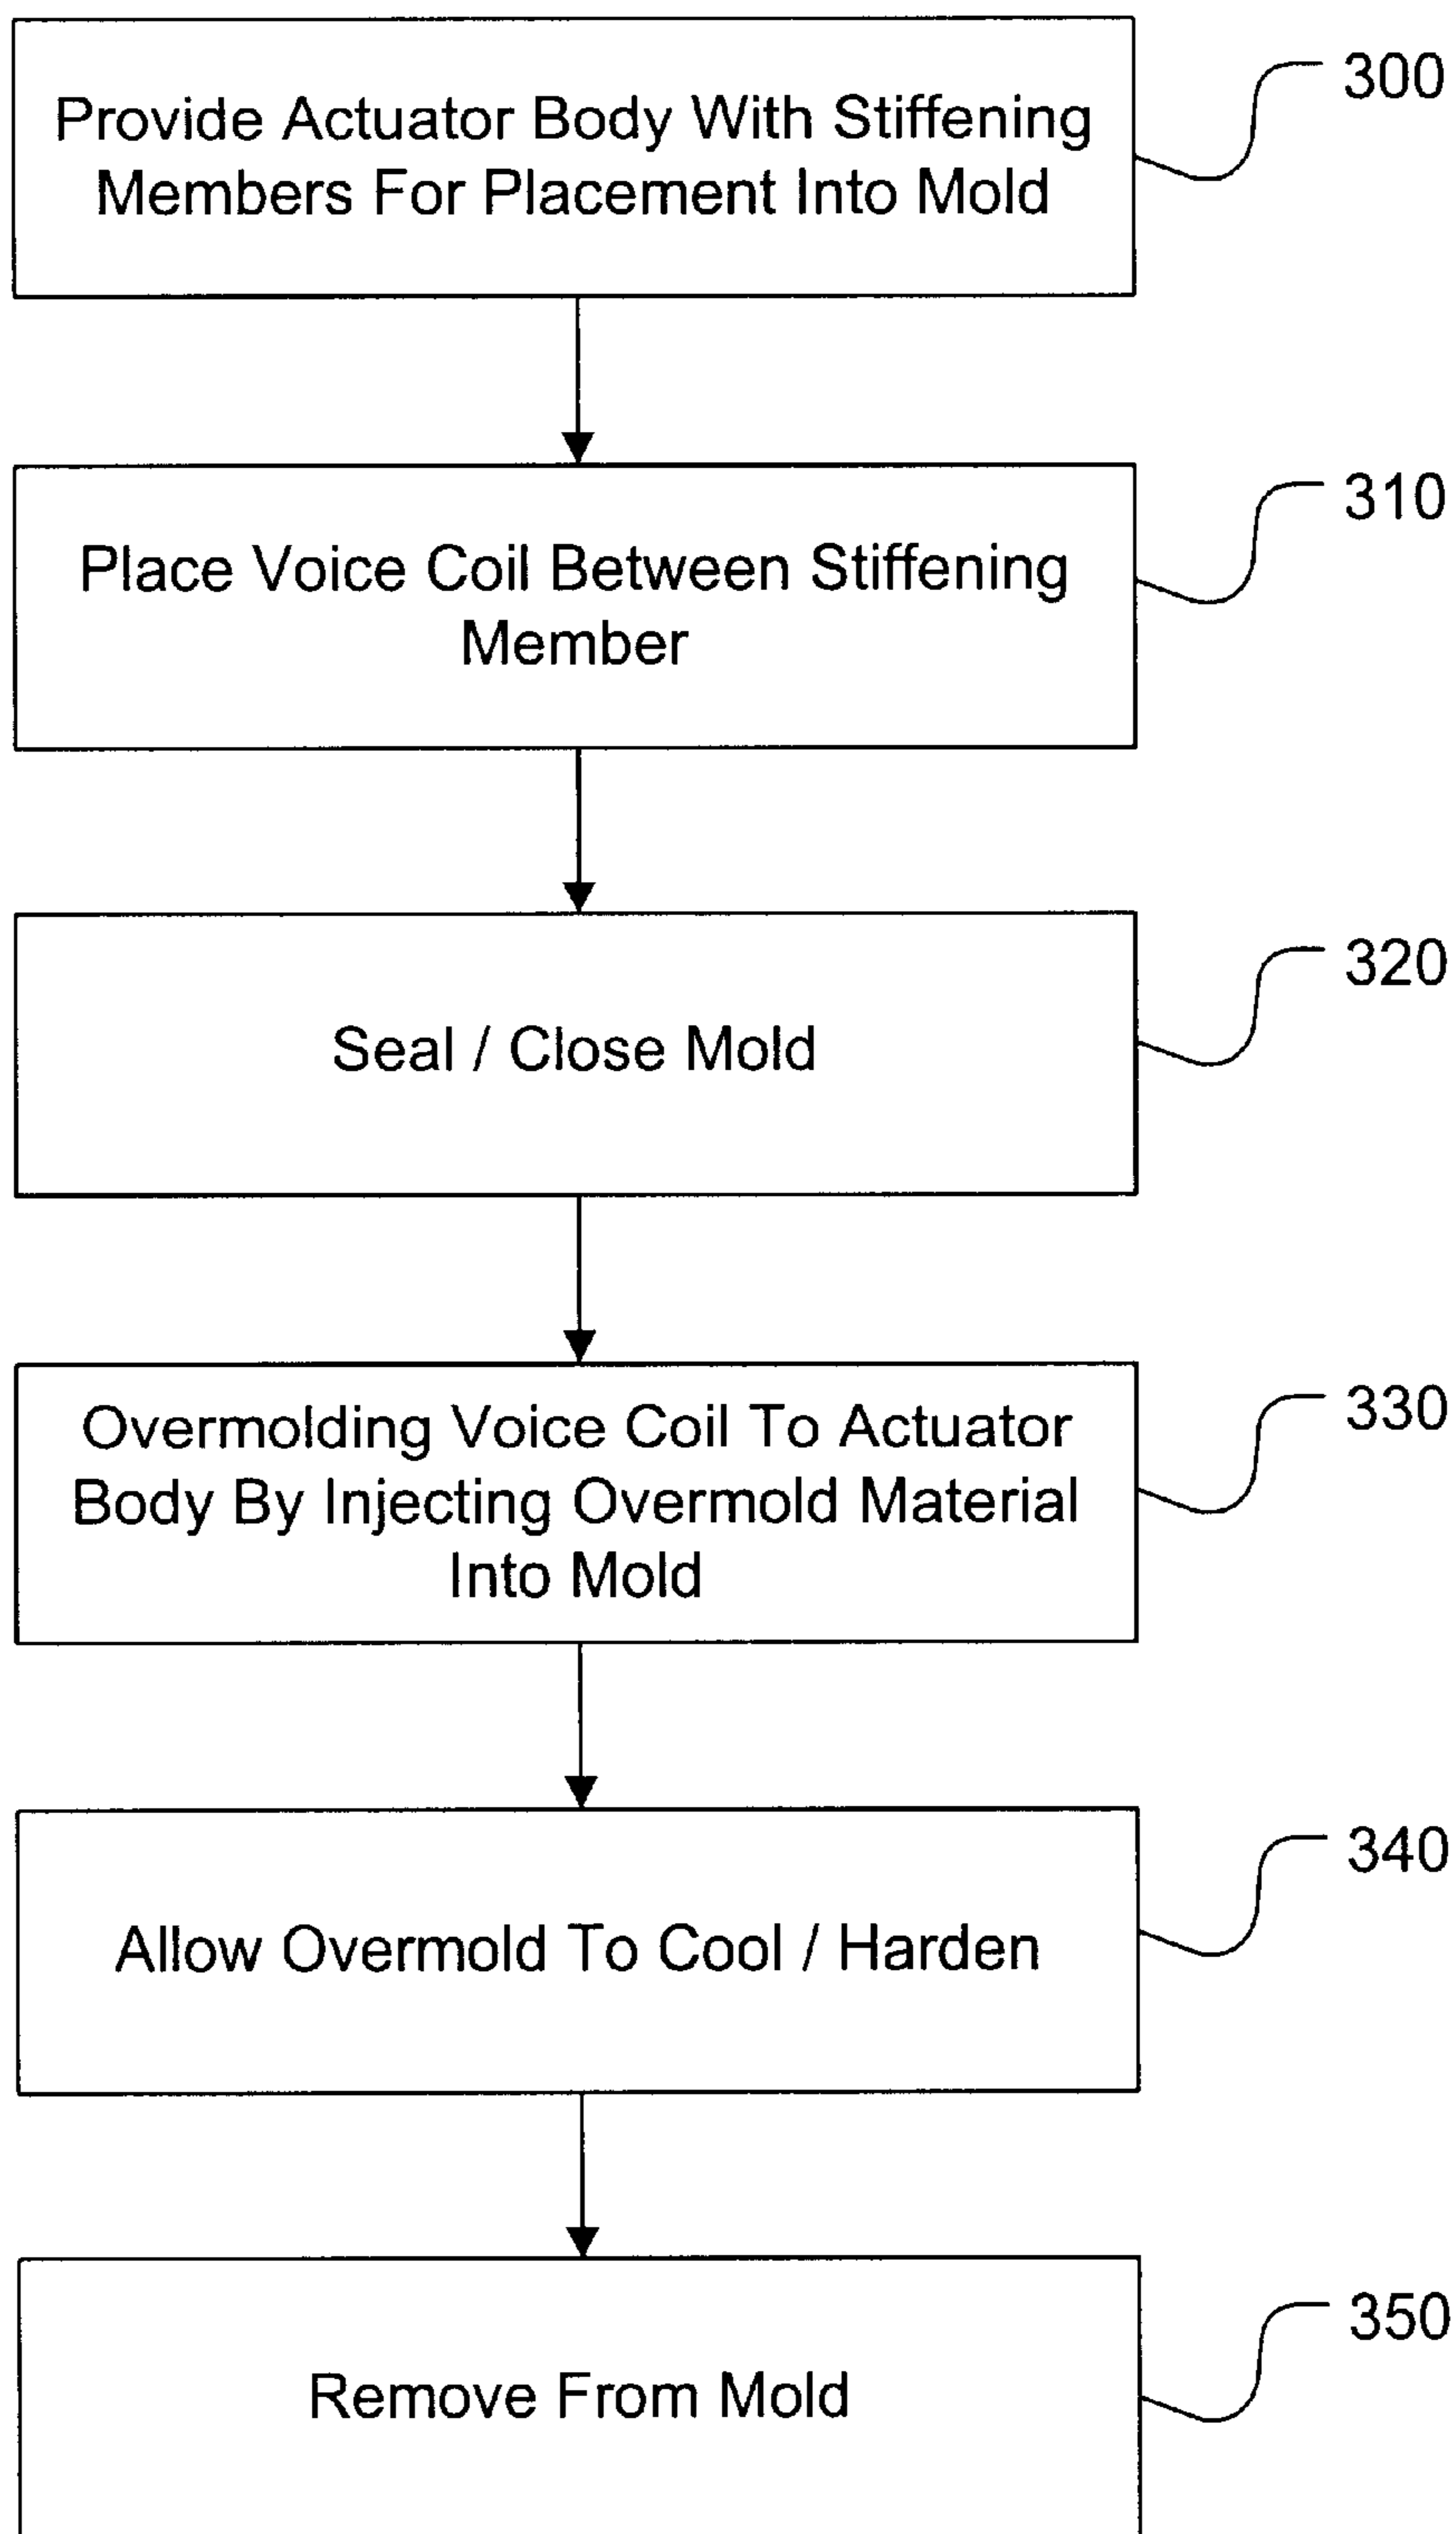 Provide Actuator Body With Stiffening
Members For Placement Into Mold
300
Place Voice Coil Between Stiffening
Member
310
Seal / Close Mold
320
Overmolding Voice Coil To Actuator
Body By Injecting Overmold Material
Into Mold
330
Allow Overmold To Cool / Harden
340
Remove From Mold
350